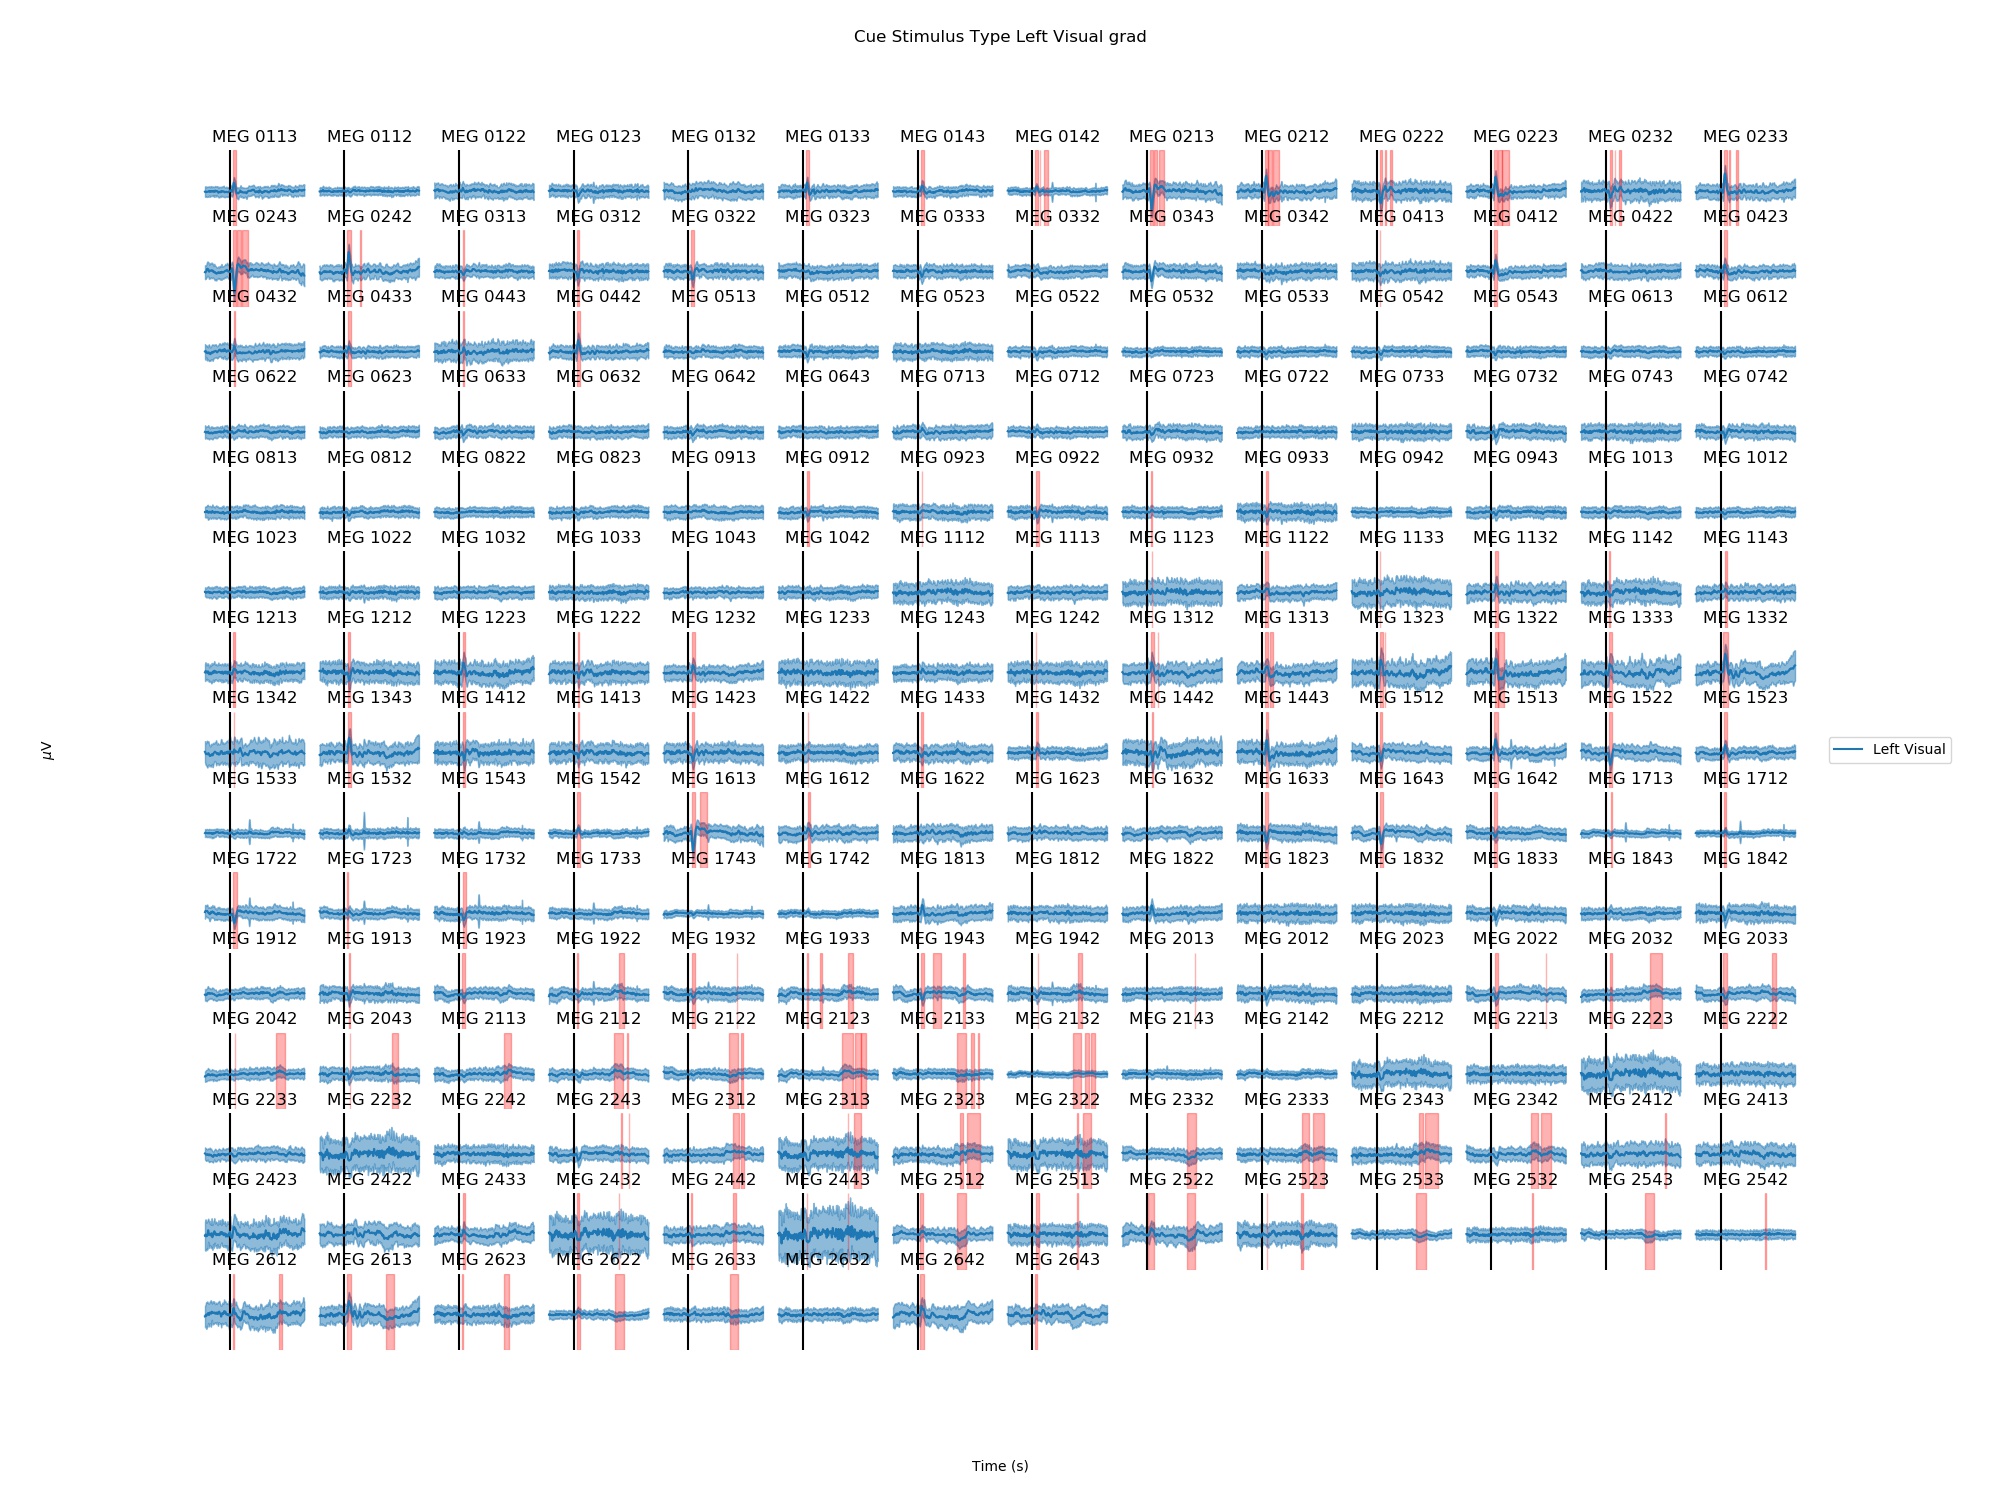 Cue Stimulus Type Left Visual grad
MEG 0113 MEG 0112 MEG 0122 MEG 0123 MEG 0132 MEG 0133 MEG 0143 MEG 0142 MEG 0213 MEG 0212 MEG 0222 MEG 0223 MEG 0232 MEG 0233
MEG 0243 MEG 0242 MEG 0313 MEG 0312 MEG 0322 MEG 0323 MEG 0333 MEG 0332 MEG 0343 MEG 0342 MEG 0413 MEG 0412 MEG 0422 MEG 0423
MEG 0432 MEG 0433 MEG 0443 MEG 0442 MEG 0513 MEG 0512 MEG 0523 MEG 0522 MEG 0532 MEG 0533 MEG 0542 MEG 0543 MEG 0613 MEG 0612
MEG 0622 MEG 0623 MEG 0633 MEG 0632 MEG 0642 MEG 0643 MEG 0713 MEG 0712 MEG 0723 MEG 0722 MEG 0733 MEG 0732 MEG 0743 MEG 0742
MEG 0813 MEG 0812 MEG 0822 MEG 0823 MEG 0913 MEG 0912 MEG 0923 MEG 0922 MEG 0932 MEG 0933 MEG 0942 MEG 0943 MEG 1013 MEG 1012
MEG 1023 MEG 1022 MEG 1032 MEG 1033 MEG 1043 MEG 1042 MEG 1112 MEG 1113 MEG 1123 MEG 1122 MEG 1133 MEG 1132 MEG 1142 MEG 1143
MEG 1213 MEG 1212 MEG 1223 MEG 1222 MEG 1232 MEG 1233 MEG 1243 MEG 1242 MEG 1312 MEG 1313 MEG 1323 MEG 1322 MEG 1333 MEG 1332
MEG 1342 MEG 1343 MEG 1412 MEG 1413 MEG 1423 MEG 1422 MEG 1433 MEG 1432 MEG 1442 MEG 1443 MEG 1512 MEG 1513 MEG 1522 MEG 1523
MEG 1533 MEG 1532 MEG 1543 MEG 1542 MEG 1613 MEG 1612 MEG 1622 MEG 1623 MEG 1632 MEG 1633 MEG 1643 MEG 1642 MEG 1713 MEG 1712
MEG 1722 MEG 1723 MEG 1732 MEG 1733 MEG 1743 MEG 1742 MEG 1813 MEG 1812 MEG 1822 MEG 1823 MEG 1832 MEG 1833 MEG 1843 MEG 1842
MEG 1912 MEG 1913 MEG 1923 MEG 1922 MEG 1932 MEG 1933 MEG 1943 MEG 1942 MEG 2013 MEG 2012 MEG 2023 MEG 2022 MEG 2032 MEG 2033
MEG 2042 MEG 2043 MEG 2113 MEG 2112 MEG 2122 MEG 2123 MEG 2133 MEG 2132 MEG 2143 MEG 2142 MEG 2212 MEG 2213 MEG 2223 MEG 2222
MEG 2233 MEG 2232 MEG 2242 MEG 2243 MEG 2312 MEG 2313 MEG 2323 MEG 2322 MEG 2332 MEG 2333 MEG 2343 MEG 2342 MEG 2412 MEG 2413
MEG 2423 MEG 2422 MEG 2433 MEG 2432 MEG 2442 MEG 2443 MEG 2512 MEG 2513 MEG 2522 MEG 2523 MEG 2533 MEG 2532 MEG 2543 MEG 2542
MEG 2612 MEG 2613 MEG 2623 MEG 2622 MEG 2633 MEG 2632 MEG 2642 MEG 2643
μV
Left Visual
Time (s)